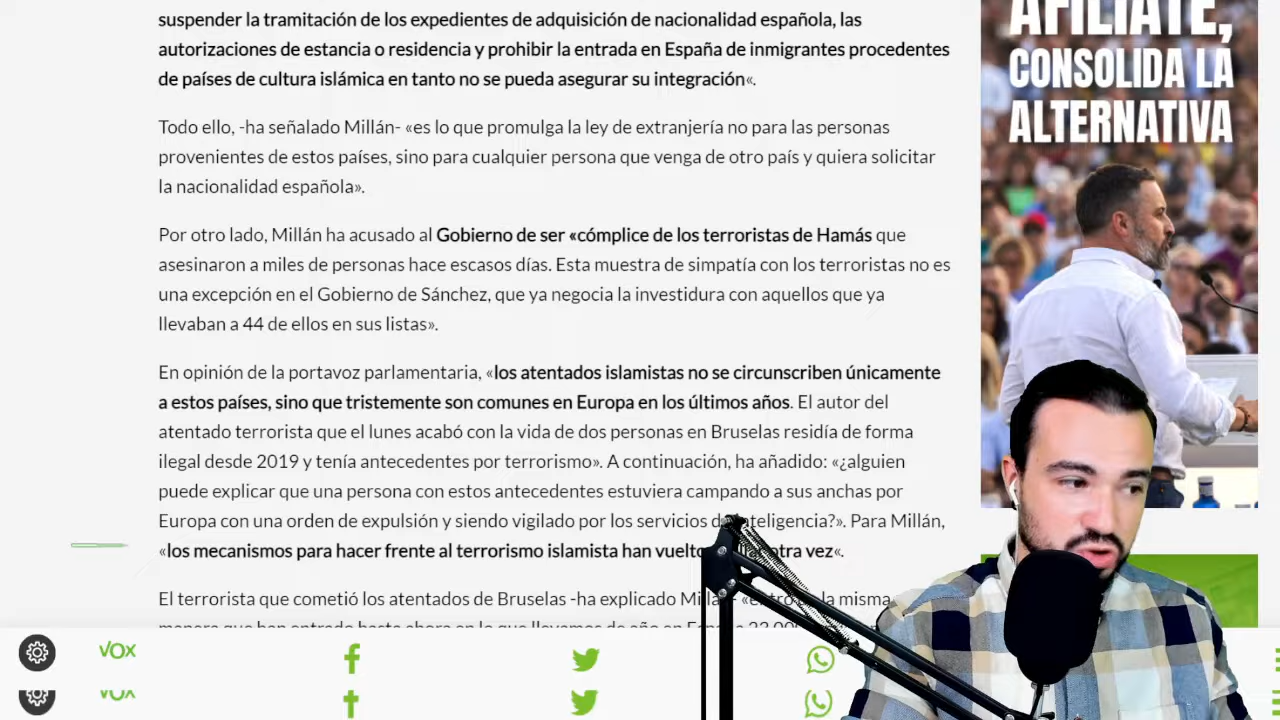 suspender la tramitación de los expedientes de adquisición de nacionalidad española, las
autorizaciones de estancia o residencia y prohibir la entrada en España de inmigrantes procedentes
de países de cultura islámica en tanto no se pueda asegurar su integración«.
Todo ello, -ha señalado Millán- «es lo que promulga la ley de extranjería no para las personas
provenientes de estos países, sino para cualquier persona que venga de otro país y quiera solicitar
la nacionalidad española».
Por otro lado, Millán ha acusado al Gobierno de ser «cómplice de los terroristas de Hamás que
asesinaron a miles de personas hace escasos días. Esta muestra de simpatía con los terroristas no es
una excepción en el Gobierno de Sánchez, que ya negocia la investidura con aquellos que ya
llevaban a 44 de ellos en sus listas».
En opinión de la portavoz parlamentaria, «los atentados islamistas no se circunscriben únicamente
a estos países, sino que tristemente son comunes en Europa en los últimos años. El autor del
atentado terrorista que el lunes acabó con la vida de dos personas en Bruselas residía de forma
ilegal desde 2019 y tenía antecedentes por terrorismo». A continuación, ha añadido: «¿alguien
puede explicar que una persona con estos antecedentes estuviera campando a sus anchas por
Europa con una orden de expulsión y siendo vigilado por los servicios de inteligencia?». Para Millán,
«los mecanismos para hacer frente al terrorismo islamista han vuelto otra vez«.
El terrorista que cometió los atentados de Bruselas -ha explicado Millán- la misma
AFÍLIATE,
CONSOLIDA LA
ALTERNATIVA
VOX
VOX